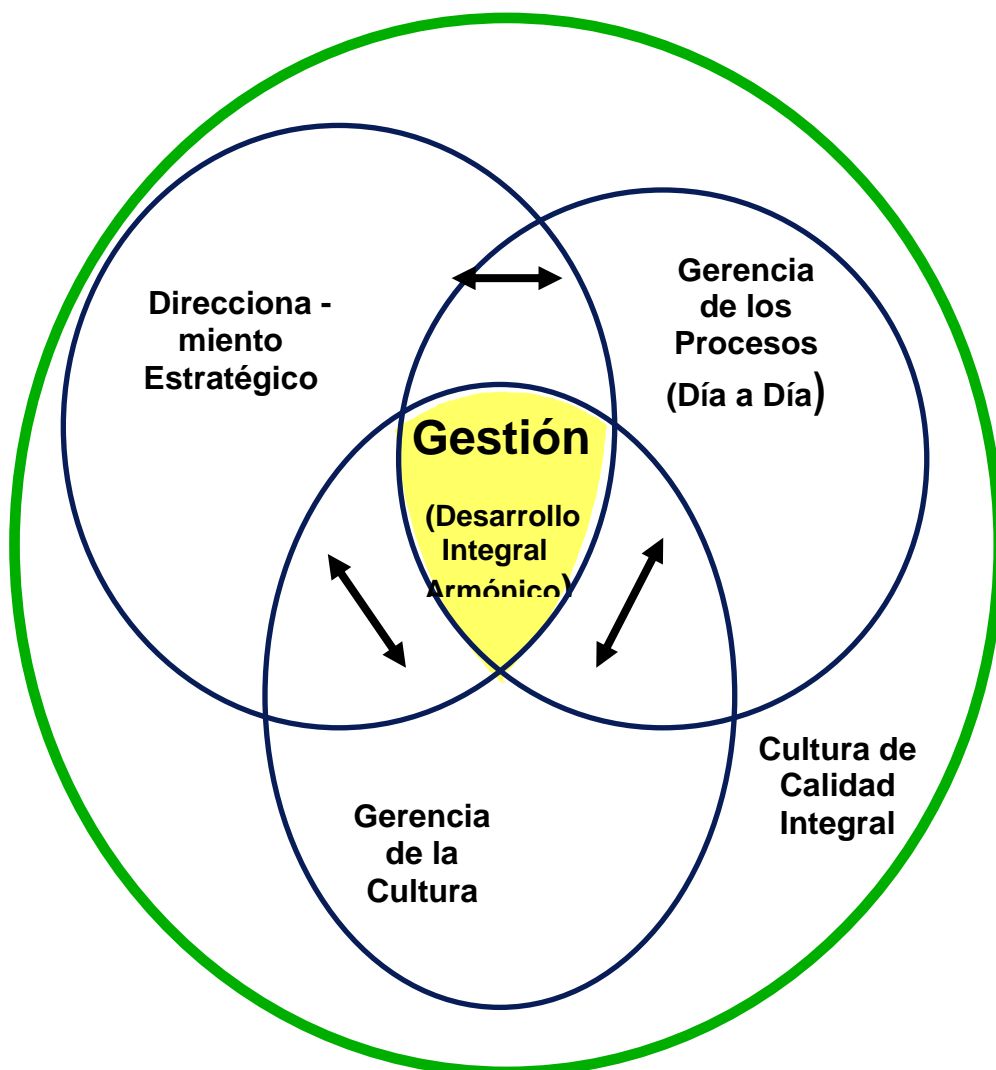 Direcciona -
miento
Estratégico
Gerencia
de los
Procesos
(Día a Día)
Gestión
(Desarrollo
Integral
Armónico)
Gerencia
de la
Cultura
Cultura de
Calidad
Integral